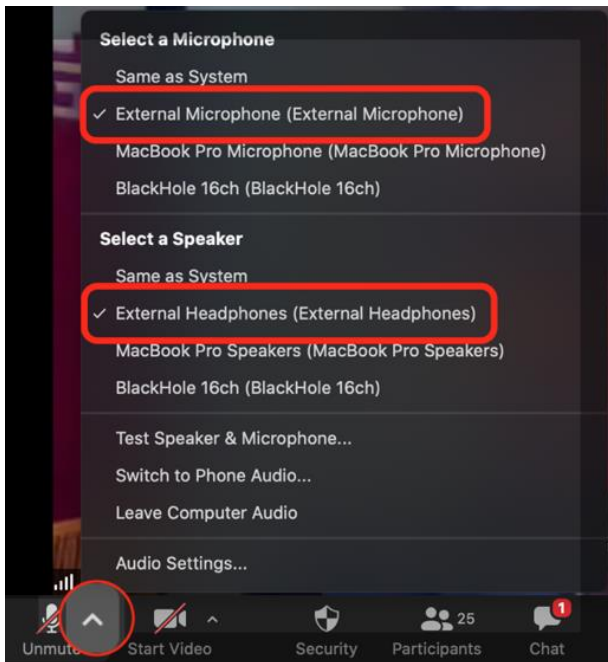 Select a Microphone
Same as System
✓ External Microphone (External Microphone)
MacBook Pro Microphone (MacBook Pro Microphone)
BlackHole 16ch (BlackHole 16ch)
Select a Speaker
Same as System
✓ External Headphones (External Headphones)
MacBook Pro Speakers (MacBook Pro Speakers)
BlackHole 16ch (BlackHole 16ch)
Test Speaker & Microphone...
Switch to Phone Audio...
Leave Computer Audio
Audio Settings...
25
1
Unmute Start Video Security Participants Chat